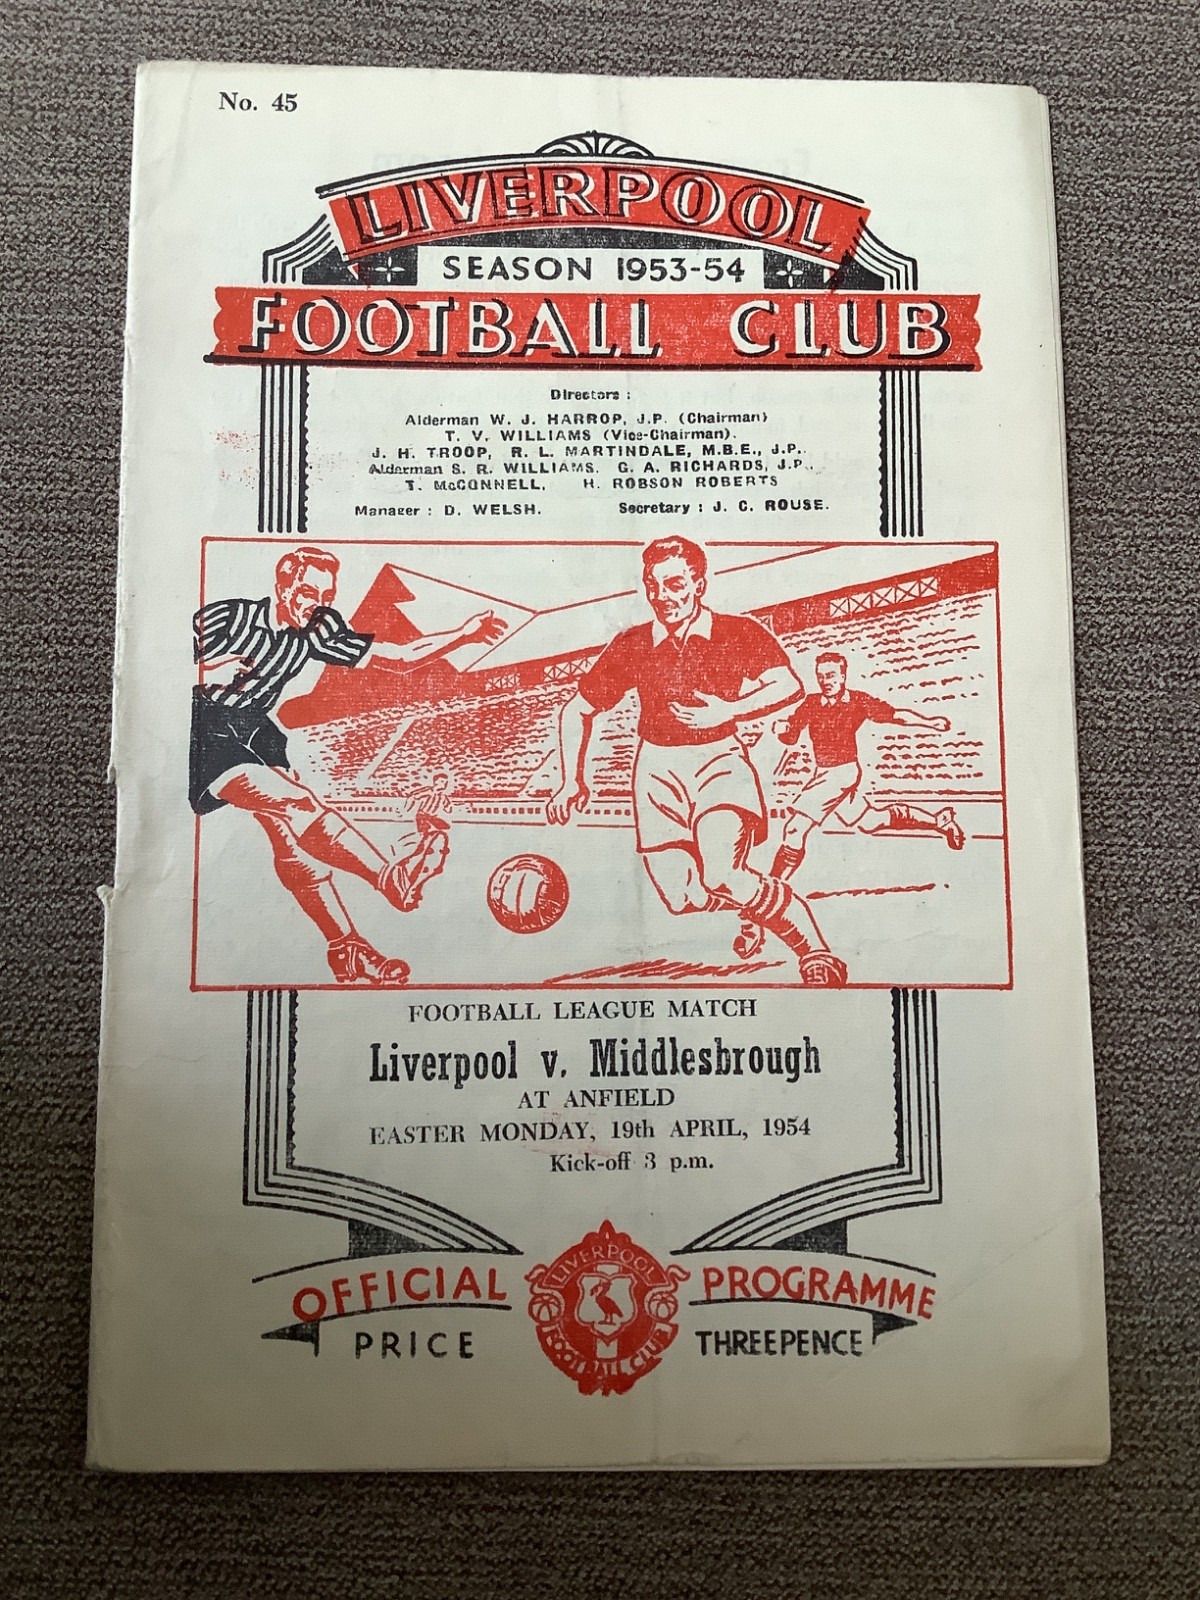 No. 45
LIVERPOOL
SEASON 1953-54
FOOTBALL CLUB
Directors :
Alderman W. J. HARROP, J.P. (Chairman)
T. V. WILLIAMS (Vice-Chairman).
J. H. TROOP, R. L. MARTINDALE, M.B.E., J.P.
Alderman S. R. WILLIAMS. G. A. RICHARDS, J.P.,
T. McCONNELL, H. ROBSON ROBERTS
Manager : D. WELSH. Secretary : J. C. ROUSE.
FOOTBALL LEAGUE MATCH
Liverpool v. Middlesbrough
AT ANFIELD
EASTER MONDAY, 19th APRIL, 1954
Kick-off 3 p.m.
OFFICIAL PROGRAMME
PRICE THREEPENCE
LIVERPOOL
FOOTBALL CLUB